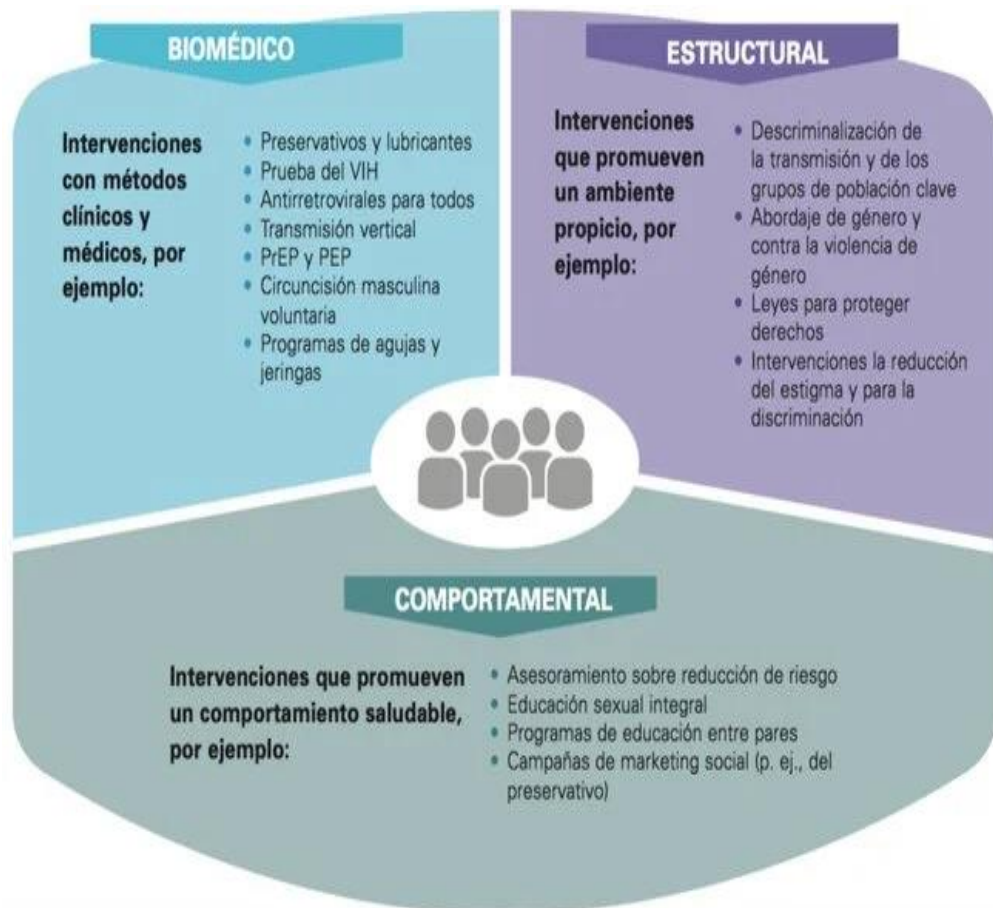 BIOMÉDICO
Intervenciones
con métodos
clínicos y
médicos, por
ejemplo:
• Preservativos y lubricantes
• Prueba del VIH
• Antirretrovirales para todos
• Transmisión vertical
• PrEP y PEP
• Circuncisión masculina
voluntaria
• Programas de agujas y
jeringas
ESTRUCTURAL
Intervenciones
que promueven
un ambiente
propicio, por
ejemplo:
• Descriminalización de
la transmisión y de los
grupos de población clave
• Abordaje de género y
contra la violencia de
género
• Leyes para proteger
derechos
• Intervenciones la reducción
del estigma y para la
discriminación
COMPORTAMENTAL
Intervenciones que promueven
un comportamiento saludable,
por ejemplo:
• Asesoramiento sobre reducción de riesgo
• Educación sexual integral
• Programas de educación entre pares
• Campañas de marketing social (p. ej., del
preservativo)